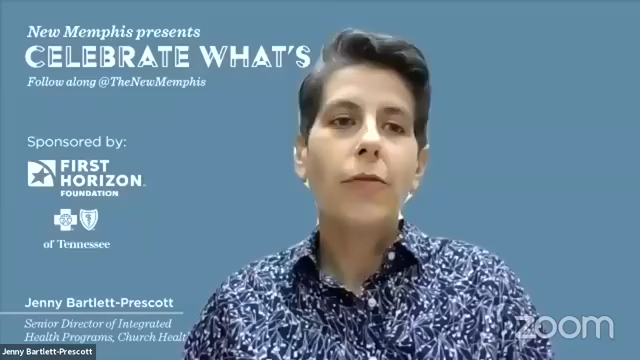 New Memphis presents
CELEBRATE WHAT'S
Follow along @TheNewMemphis
Sponsored by:
FIRST
HORIZON
FOUNDATION
of Tennessee
Jenny Bartlett-Prescott
Senior Director of Integrated
Health Programs, Church Healt
Jenny Bartlett-Prescott
zoom